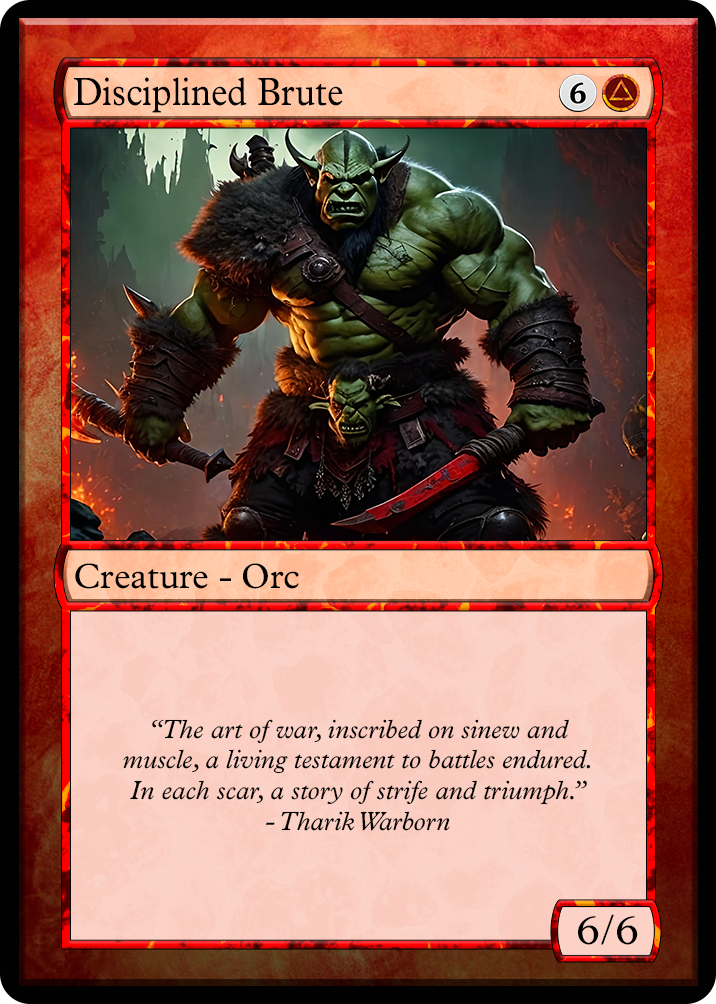 Disciplined Brute 6
Creature - Orc
“The art of war, inscribed on sinew and
muscle, a living testament to battles endured.
In each scar, a story of strife and triumph.”
- Tharik Warborn
6/6